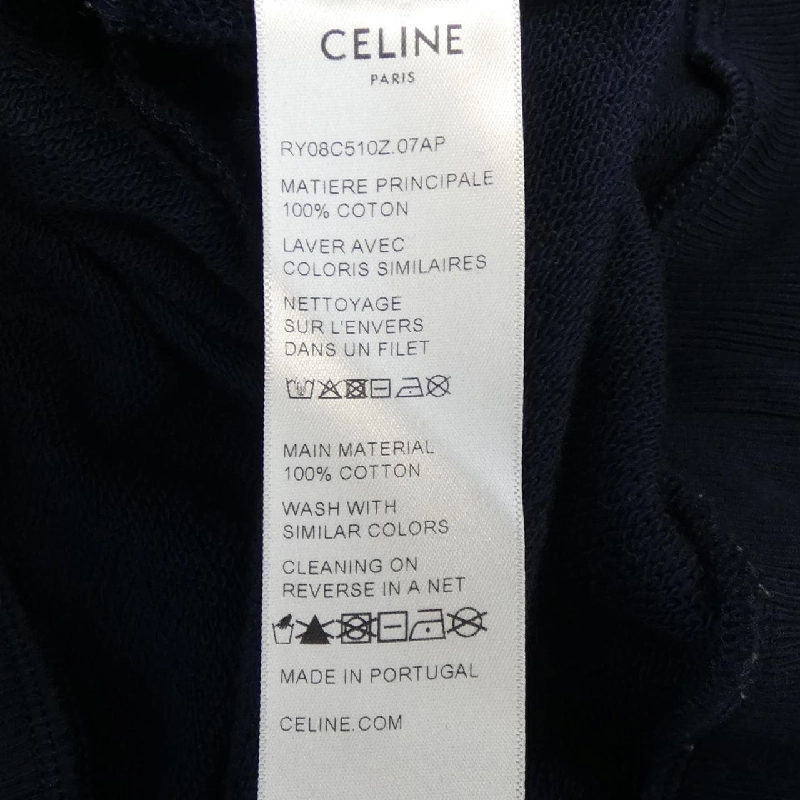 CELINE
PARIS
RY08C510Z.07AP
MATIERE PRINCIPALE
100% COTON
LAVER AVEC
COLORIS SIMILAIRES
NETTOYAGE
SUR L'ENVERS
DANS UN FILET
MAIN MATERIAL
100% COTTON
WASH WITH
SIMILAR COLORS
CLEANING ON
REVERSE IN A NET
MADE IN PORTUGAL
CELINE.COM